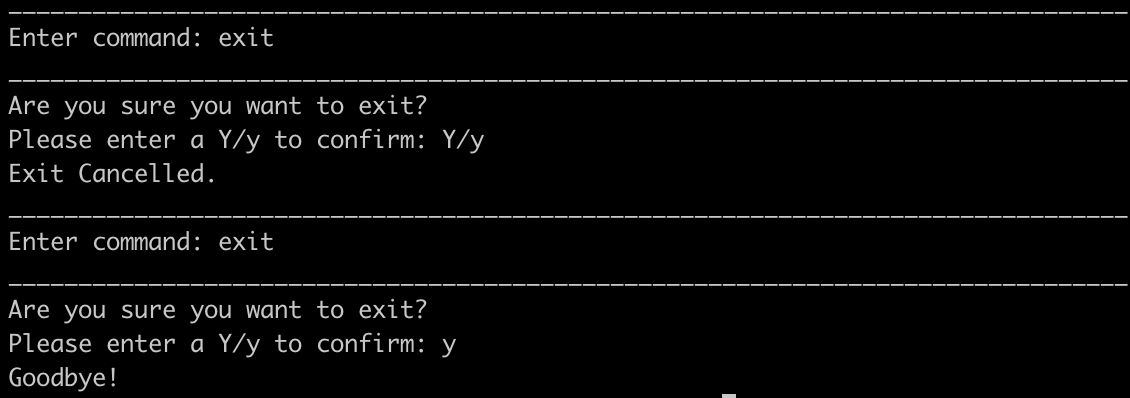 Enter command: exit
Are you sure you want to exit?
Please enter a Y/y to confirm: Y/y
Exit Cancelled.
Enter command: exit
Are you sure you want to exit?
Please enter a Y/y to confirm: y
Goodbye!